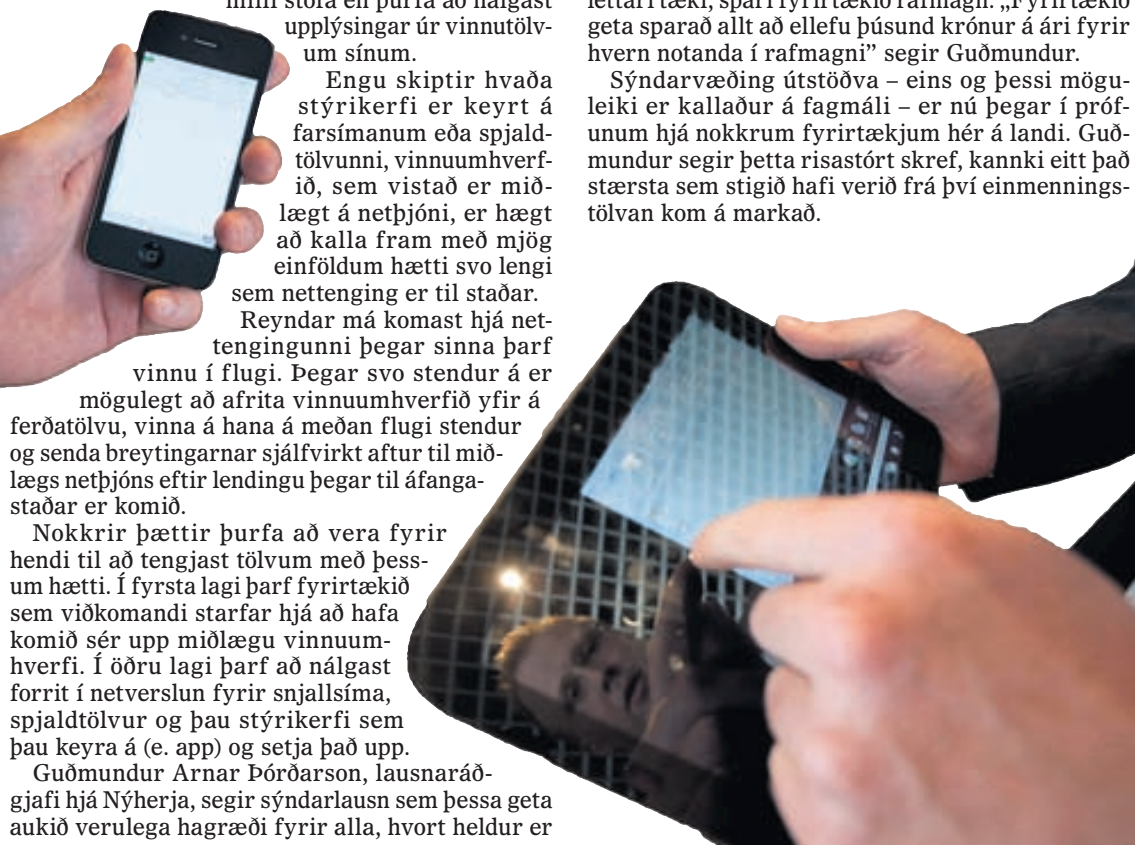 milli staða en þurfa að nálgast
upplýsingar úr vinnutölv-
um sínum.
Engu skiptir hvaða
stýrikerfi er keyrt á
farsímanum eða spjald-
tölvunni, vinnuumhverf-
ið, sem vistað er mið-
lægt á netþjóni, er hægt
að kalla fram með mjög
einföldum hætti svo lengi
sem nettenging er til staðar.
Reyndar má komast hjá net-
tengingunni þegar sinna þarf
vinnu í flugi. Þegar svo stendur á er
mögulegt að afrita vinnuumhverfið yfir á
ferðatölvu, vinna á hana á meðan flugi stendur
og senda breytingarnar sjálfvirkt aftur til mið-
lægs netþjóns eftir lendingu þegar til áfanga-
staðar er komið.
Nokkrir þættir þurfa að vera fyrir
hendi til að tengjast tölvum með þess-
um hætti. Í fyrsta lagi þarf fyrirtækið
sem viðkomandi starfar hjá að hafa
komið sér upp miðlægu vinnuum-
hverfi. Í öðru lagi þarf að nálgast
forrit í netverslun fyrir snjallsíma,
spjaldtölvur og þau stýrikerfi sem
þau keyra á (e. app) og setja það upp.
Guðmundur Arnar Þórðarson, lausnaráð-
gjafi hjá Nýherja, segir sýndarlausn sem þessa geta
aukið verulega hagræði fyrir alla, hvort heldur er
léttari tæki, spari fyrirtækið rafmagn. „Fyrirtækið
geta sparað allt að ellefu þúsund krónur á ári fyrir
hvern notanda í rafmagni” segir Guðmundur.
Sýndarvæðing útstöðva – eins og þessi mögu-
leiki er kallaður á fagmáli – er nú þegar í próf-
unum hjá nokkrum fyrirtækjum hér á landi. Guð-
mundur segir þetta risastórt skref, kannki eitt það
stærsta sem stigið hafi verið frá því einmennings-
tölvan kom á markað.